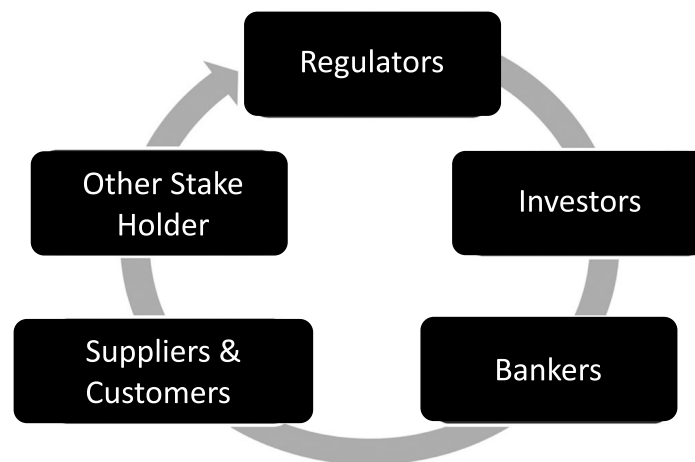 Regulators
Investors
Bankers
Suppliers &
Customers
Other Stake
Holder